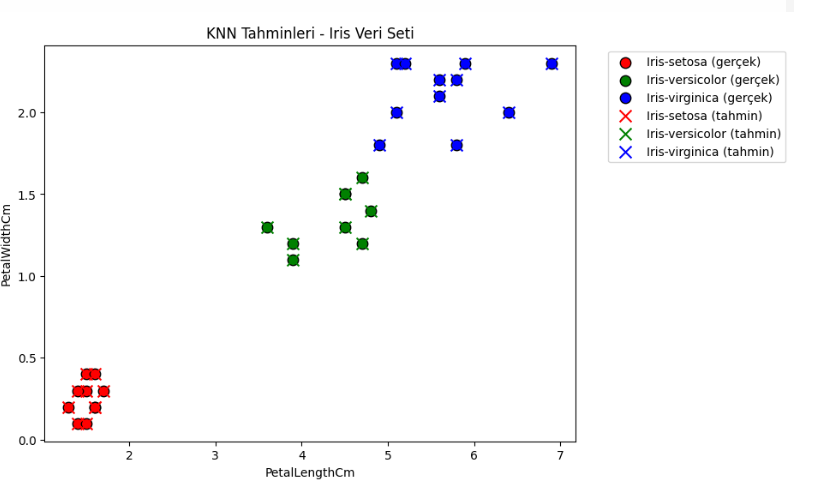 KNN Tahminleri - Iris Veri Seti
Iris-setosa (gerçek)
Iris-versicolor (gerçek)
Iris-virginica (gerçek)
Iris-setosa (tahmin)
Iris-versicolor (tahmin)
Iris-virginica (tahmin)
PetalWidthCm
2.0
1.5
1.0
0.5
0.0
2 3 4 5 6 7
PetalLengthCm